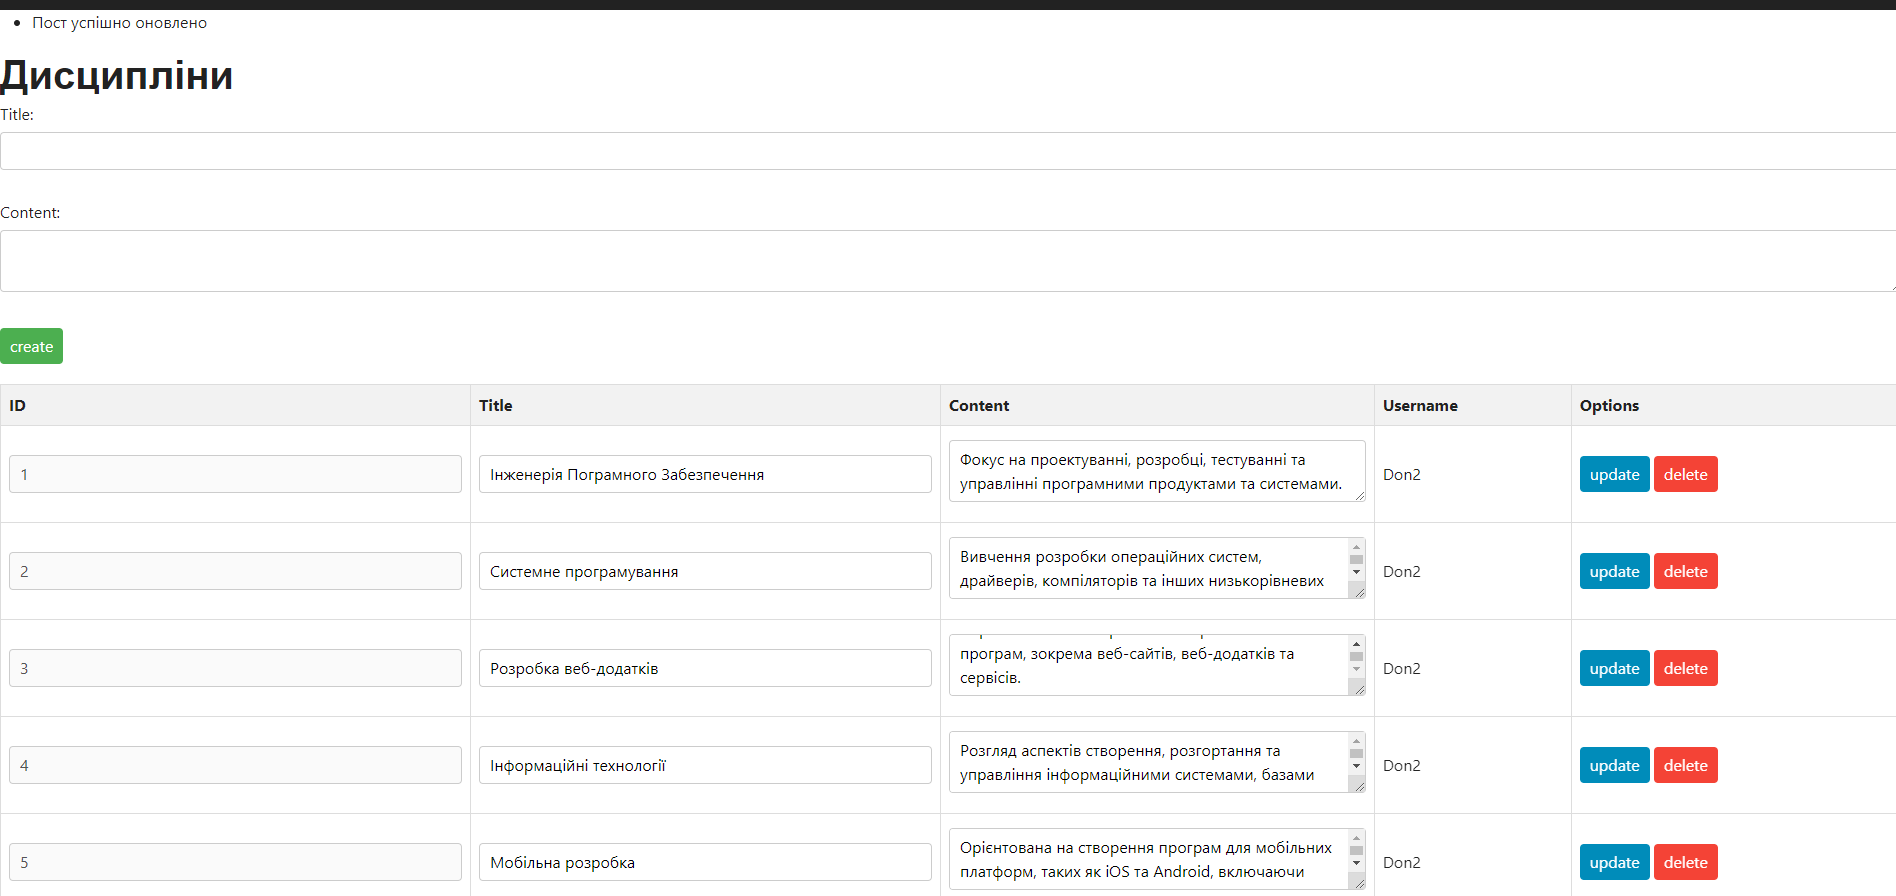 Пост успішно оновлено
Дисципліни
Title:
Content:
create
ID Title Content Username Options
1 Інженерія Пограмного Забезпечення Фокус на проектуванні, розробці, тестуванні та
управлінні програмними продуктами та системами. Don2 update delete
2 Системне програмування Вивчення розробки операційних систем,
драйверів, компіляторів та інших низькорівневих Don2 update delete
3 Розробка веб-додатків програм, зокрема веб-сайтів, веб-додатків та
сервісів. Don2 update delete
4 Інформаційні технології Розгляд аспектів створення, розгортання та
управління інформаційними системами, базами Don2 update delete
5 Мобільна розробка Орієнтована на створення програм для мобільних
платформ, таких як iOS та Android, включаючи Don2 update delete